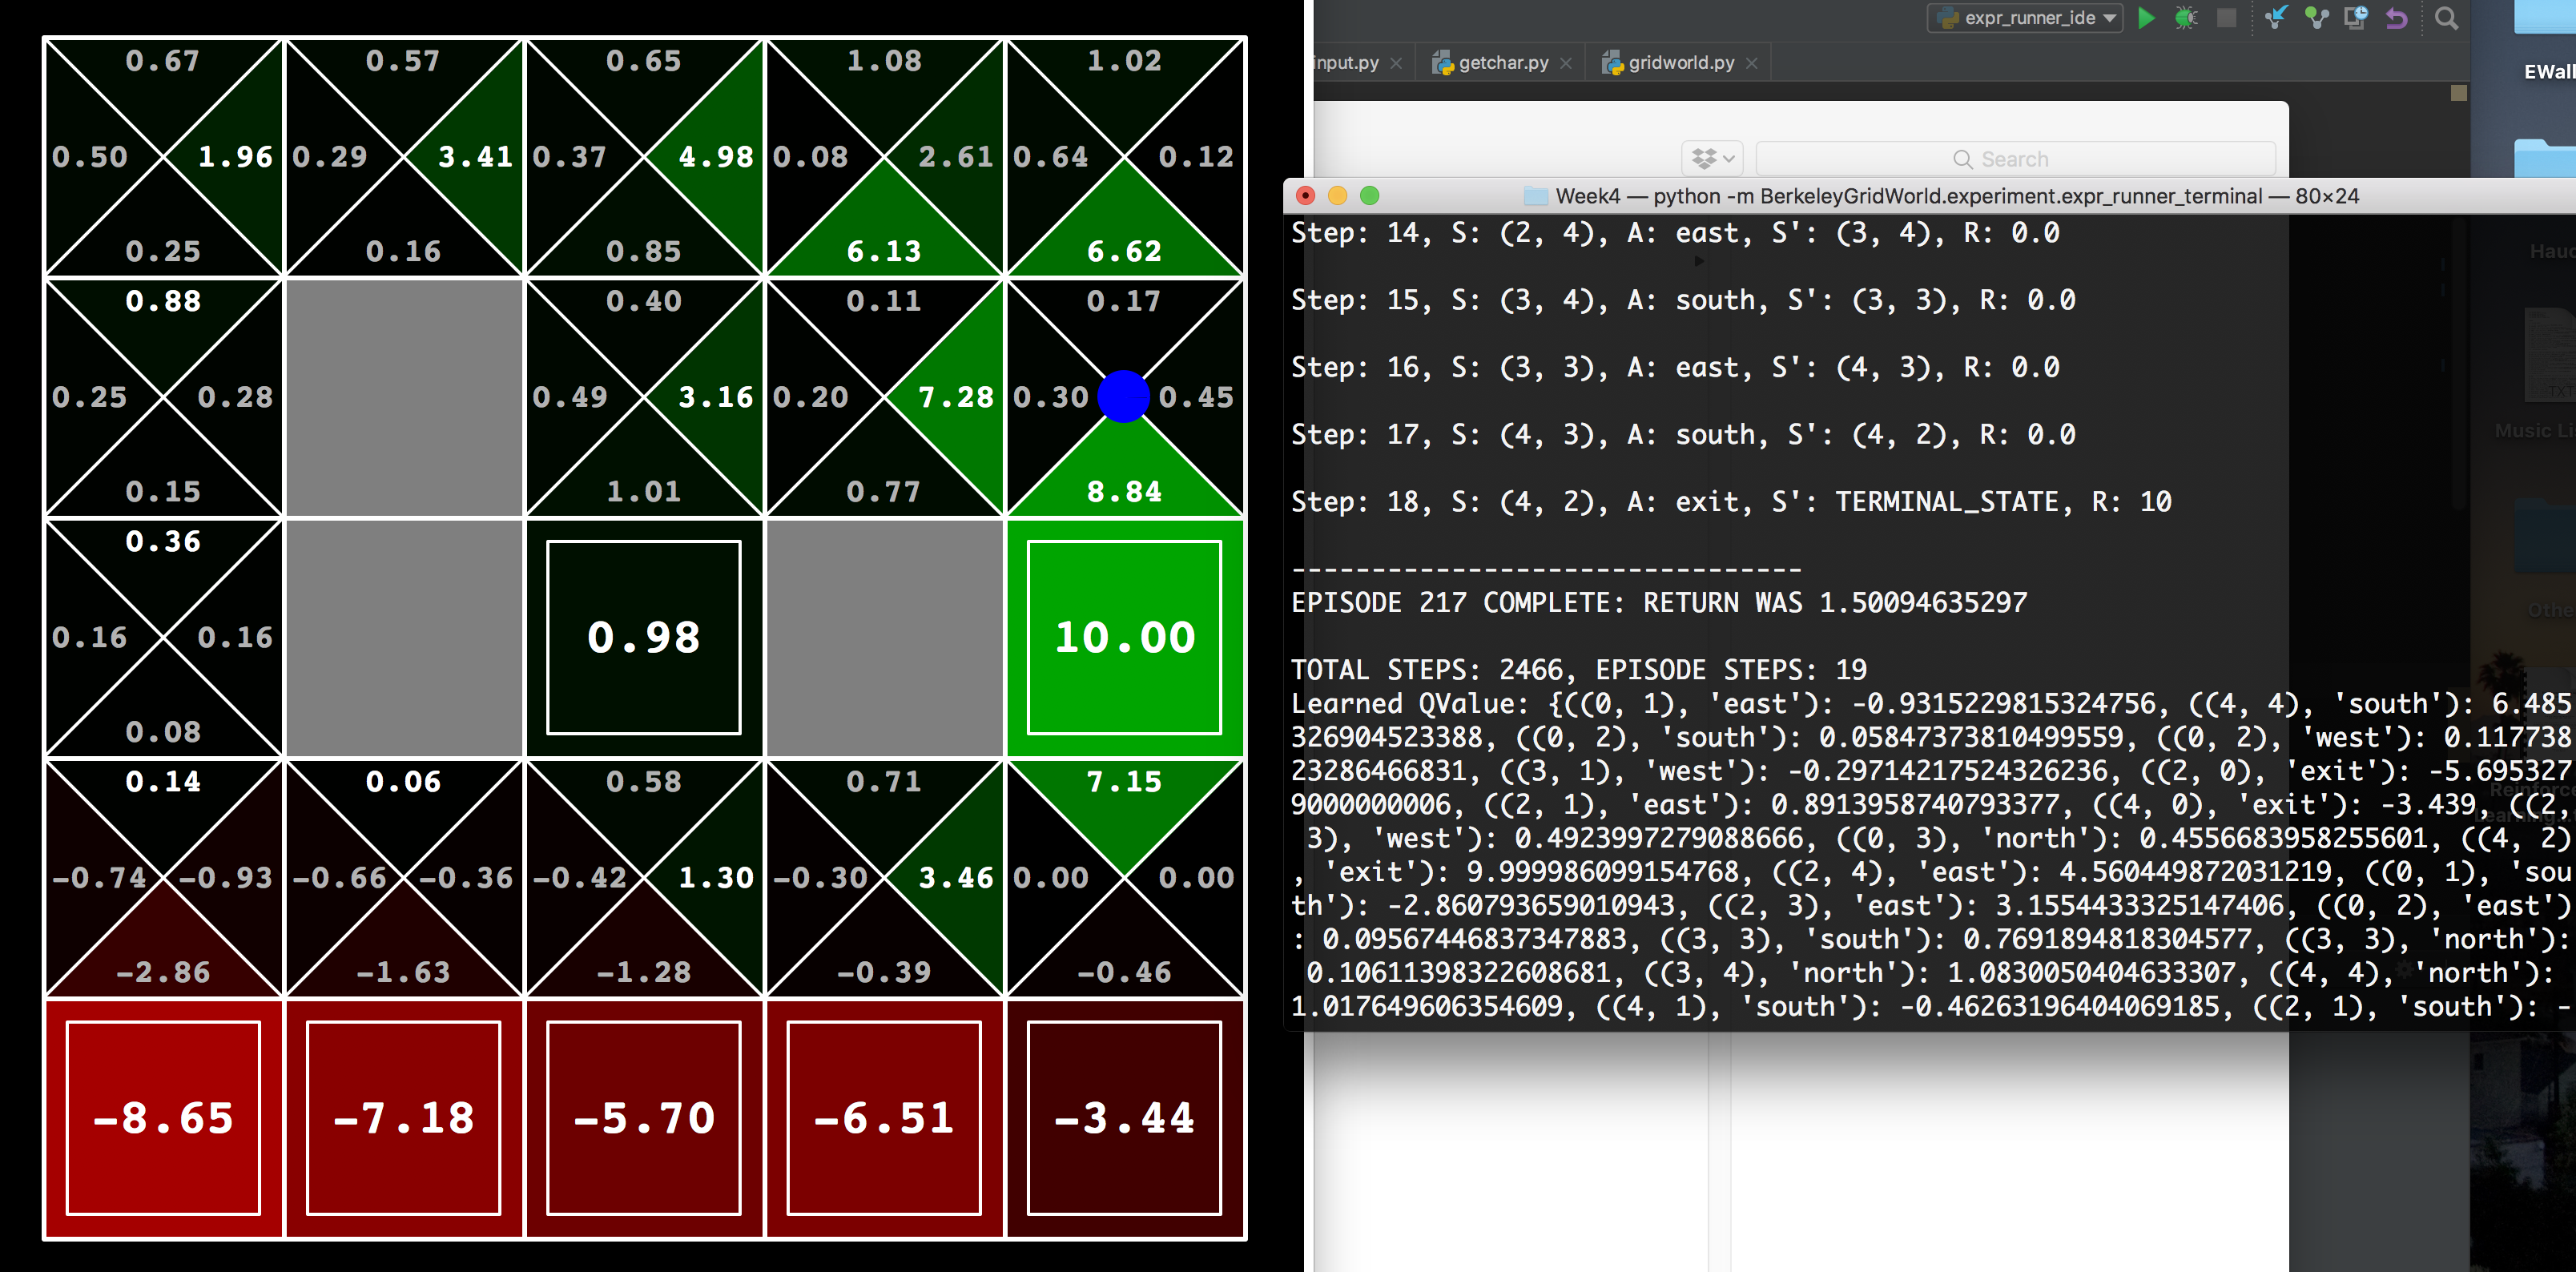 0.67 0.57 0.65 1.08 1.02
0.50 1.96 0.29 3.41 0.37 4.98 0.08 2.61 0.64 0.12
0.25 0.16 0.85 6.13 6.62
0.88 0.40 0.11 0.17
0.25 0.28 0.49 3.16 0.20 7.28 0.30 0.45
0.15 1.01 0.77 8.84
0.36
0.16 0.16 0.98 10.00
0.08
0.14 0.06 0.58 0.71 7.15
-0.74 -0.93 -0.66 -0.36 -0.42 1.30 -0.30 3.46 0.00 0.00
-2.86 -1.63 -1.28 -0.39 -0.46
-8.65 -7.18 -5.70 -6.51 -3.44
expr_runner_ide
input.py getchar.py gridworld.py
Search
Week4 — python -m BerkeleyGridWorld.experiment.expr_runner_terminal — 80×24
Step: 14, S: (2, 4), A: east, S': (3, 4), R: 0.0
Step: 15, S: (3, 4), A: south, S': (3, 3), R: 0.0
Step: 16, S: (3, 3), A: east, S': (4, 3), R: 0.0
Step: 17, S: (4, 3), A: south, S': (4, 2), R: 0.0
Step: 18, S: (4, 2), A: exit, S': TERMINAL_STATE, R: 10
--------------------------------
EPISODE 217 COMPLETE: RETURN WAS 1.50094635297
TOTAL STEPS: 2466, EPISODE STEPS: 19
Learned QValue: {((0, 1), 'east'): -0.9315229815324756, ((4, 4), 'south'): 6.485
326904523388, ((0, 2), 'south'): 0.05847373810499559, ((0, 2), 'west'): 0.117738
23286466831, ((3, 1), 'west'): -0.29714217524326236, ((2, 0), 'exit'): -5.695327
9000000006, ((2, 1), 'east'): 0.8913958740793377, ((4, 0), 'exit'): -3.439, ((2,
 3), 'west'): 0.4923997279088666, ((0, 3), 'north'): 0.4556683958255601, ((4, 2)
, 'exit'): 9.999986099154768, ((2, 4), 'east'): 4.560449872031219, ((0, 1), 'sou
th'): -2.860793659010943, ((2, 3), 'east'): 3.1554433325147406, ((0, 2), 'east')
: 0.09567446837347883, ((3, 3), 'south'): 0.7691894818304577, ((3, 3), 'north'):
 0.10611398322608681, ((3, 4), 'north'): 1.0830050404633307, ((4, 4), 'north'):
1.017649606354609, ((4, 1), 'south'): -0.46263196404069185, ((2, 1), 'south'): -
EWall
Hauc
TXT
Music Li
Othe
Reinforce